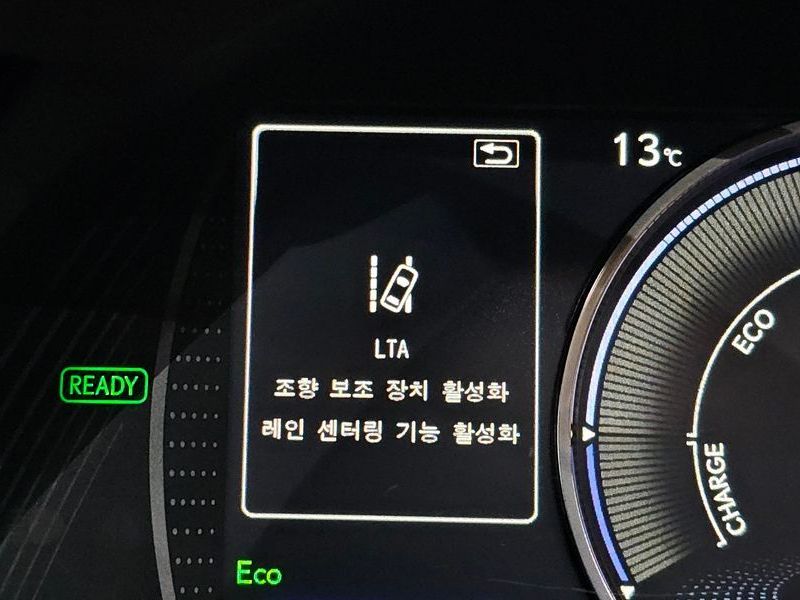 13℃
LTA
조향 보조 장치 활성화
레인 센터링 기능 활성화
READY
Eco
ECO
CHARGE